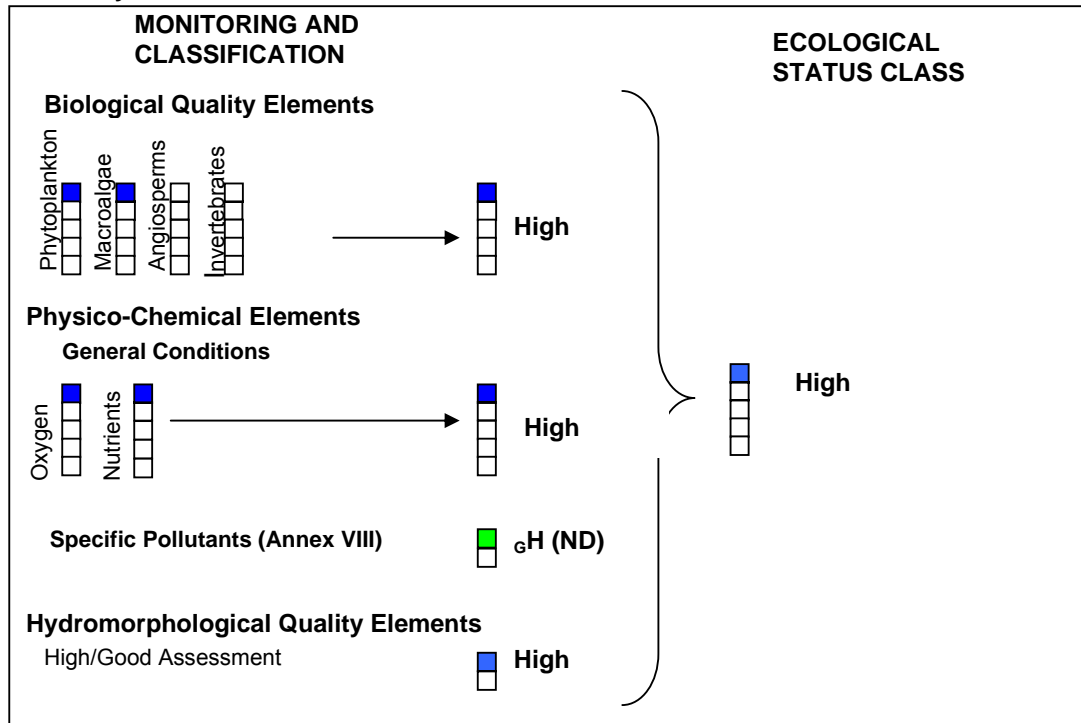 MONITORING AND
CLASSIFICATION
ECOLOGICAL
STATUS CLASS
Biological Quality Elements
Phytoplankton
Macroalgae
Angiosperms
Invertebrates
High
Physico-Chemical Elements
General Conditions
Oxygen
Nutrients
High
High
Specific Pollutants (Annex VIII)
GH (ND)
Hydromorphological Quality Elements
High/Good Assessment
High